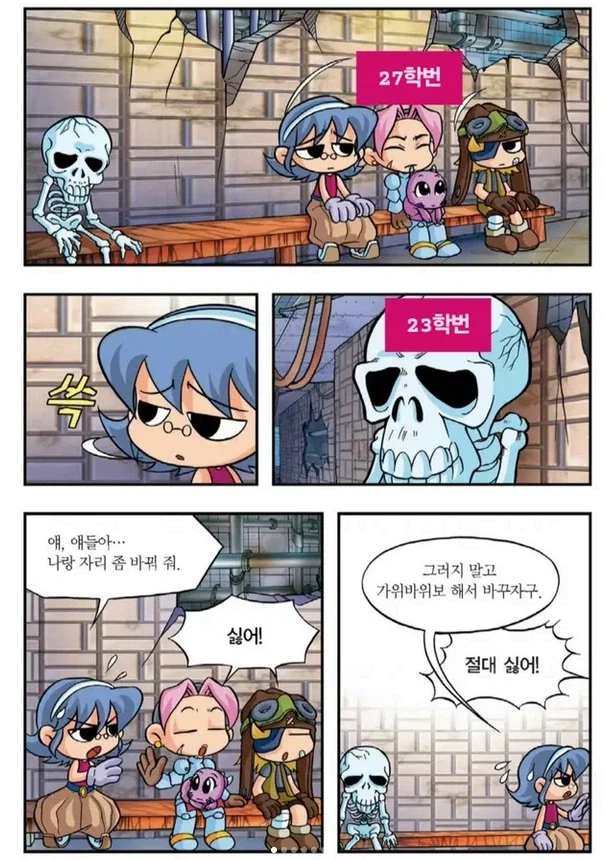 27학번
쓱
23학번
얘, 얘들아…
나랑 자리 좀 바꿔 줘.
싫어!
그러지 말고
가위바위보 해서 바꾸자구.
절대 싫어!